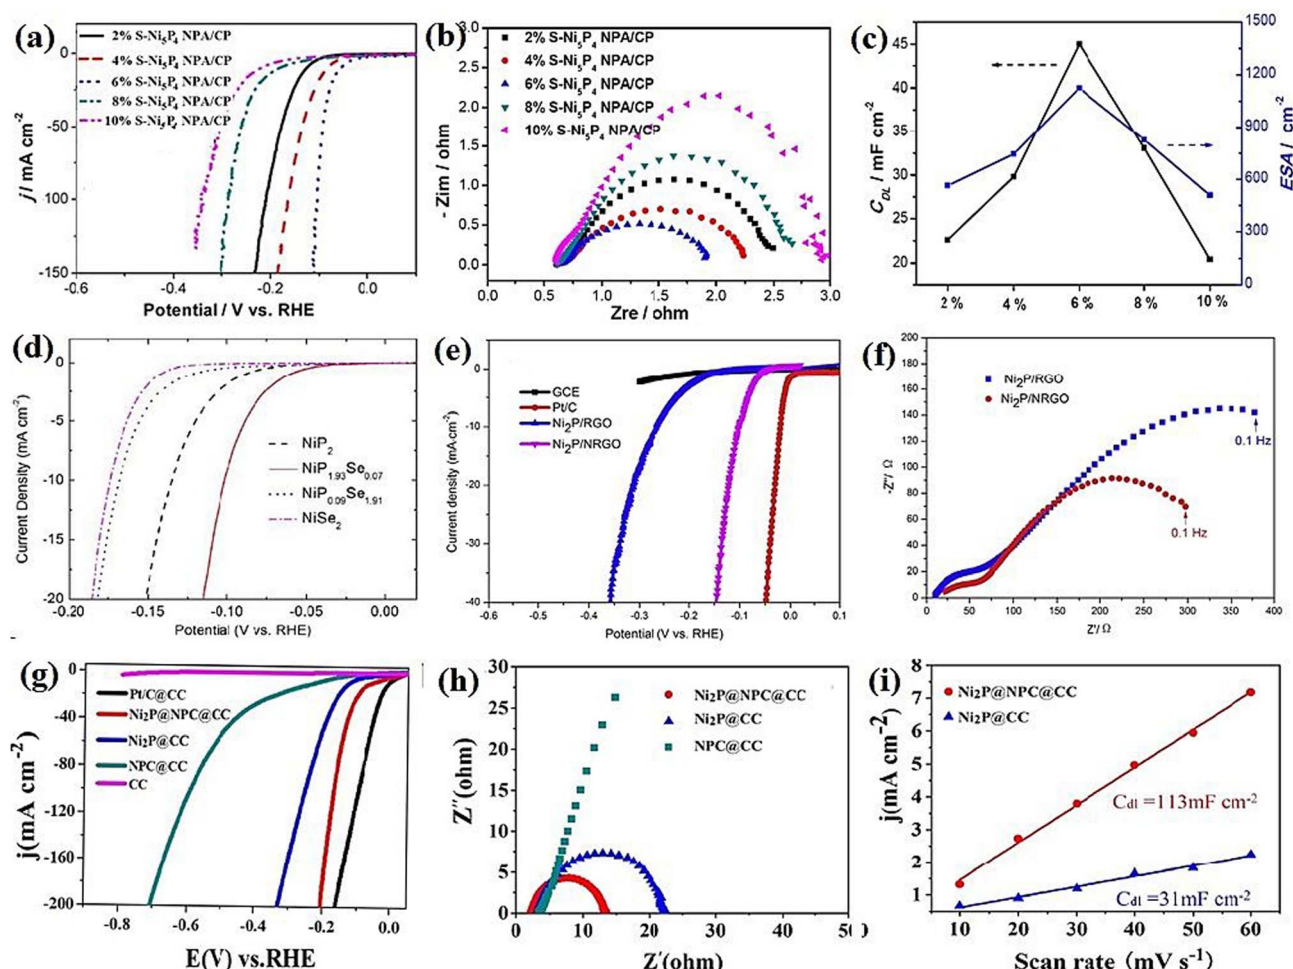 (a)
2% S-Ni₅P₄ NPA/CP
4% S-Ni₅P₄ NPA/CP
6% S-Ni₅P₄ NPA/CP
8% S-Ni₅P₄ NPA/CP
10% S-Ni₅P₄ NPA/CP
j / mA cm⁻²
0
-50
-100
-150
-0.6
-0.4
-0.2
0.0
Potential / V vs. RHE
(b)
2% S-Ni₅P₄ NPA/CP
4% S-Ni₅P₄ NPA/CP
6% S-Ni₅P₄ NPA/CP
8% S-Ni₅P₄ NPA/CP
10% S-Ni₅P₄ NPA/CP
- Zim / ohm
3.0
2.5
2.0
1.5
1.0
0.5
0.0
0.0
0.5
1.0
1.5
2.0
2.5
3.0
Zre / ohm
(c)
C_DL / mF cm⁻²
45
40
35
30
25
20
2 %
4 %
6 %
8 %
10 %
1500
1200
900
600
300
0
ESA / cm⁻²
(d)
Current Density (mA cm⁻²)
0
-5
-10
-15
-20
NiP₂
NiP₁.₉₃Se₀.₀₇
NiP₀.₀₉Se₁.₉₁
NiSe₂
-0.20
-0.15
-0.10
-0.05
0.00
Potential (V vs. RHE)
(e)
GCE
Pt/C
Ni₂P/RGO
Ni₂P/NRGO
Current density (mA·cm⁻²)
0
-10
-20
-30
-40
-0.6
-0.5
-0.4
-0.3
-0.2
-0.1
0.0
0.1
Potential (V vs. RHE)
(f)
Ni₂P/RGO
Ni₂P/NRGO
0.1 Hz
0.1 Hz
-Z''/ Ω
200
180
160
140
120
100
80
60
40
20
0
0
50
100
150
200
250
300
350
400
Z'/ Ω
(g)
Pt/C@CC
Ni₂P@NPC@CC
Ni₂P@CC
NPC@CC
CC
j(mA cm⁻²)
0
-40
-80
-120
-160
-200
-0.8
-0.6
-0.4
-0.2
0.0
E(V) vs.RHE
(h)
Ni₂P@NPC@CC
Ni₂P@CC
NPC@CC
Z''(ohm)
30
25
20
15
10
5
0
0
10
20
30
40
50
Z'(ohm)
(i)
Ni₂P@NPC@CC
Ni₂P@CC
j(mA cm⁻²)
8
7
6
5
4
3
2
1
C_dl =113mF cm⁻²
C_dl =31mF cm⁻²
10
20
30
40
50
60
Scan rate (mV s⁻¹)